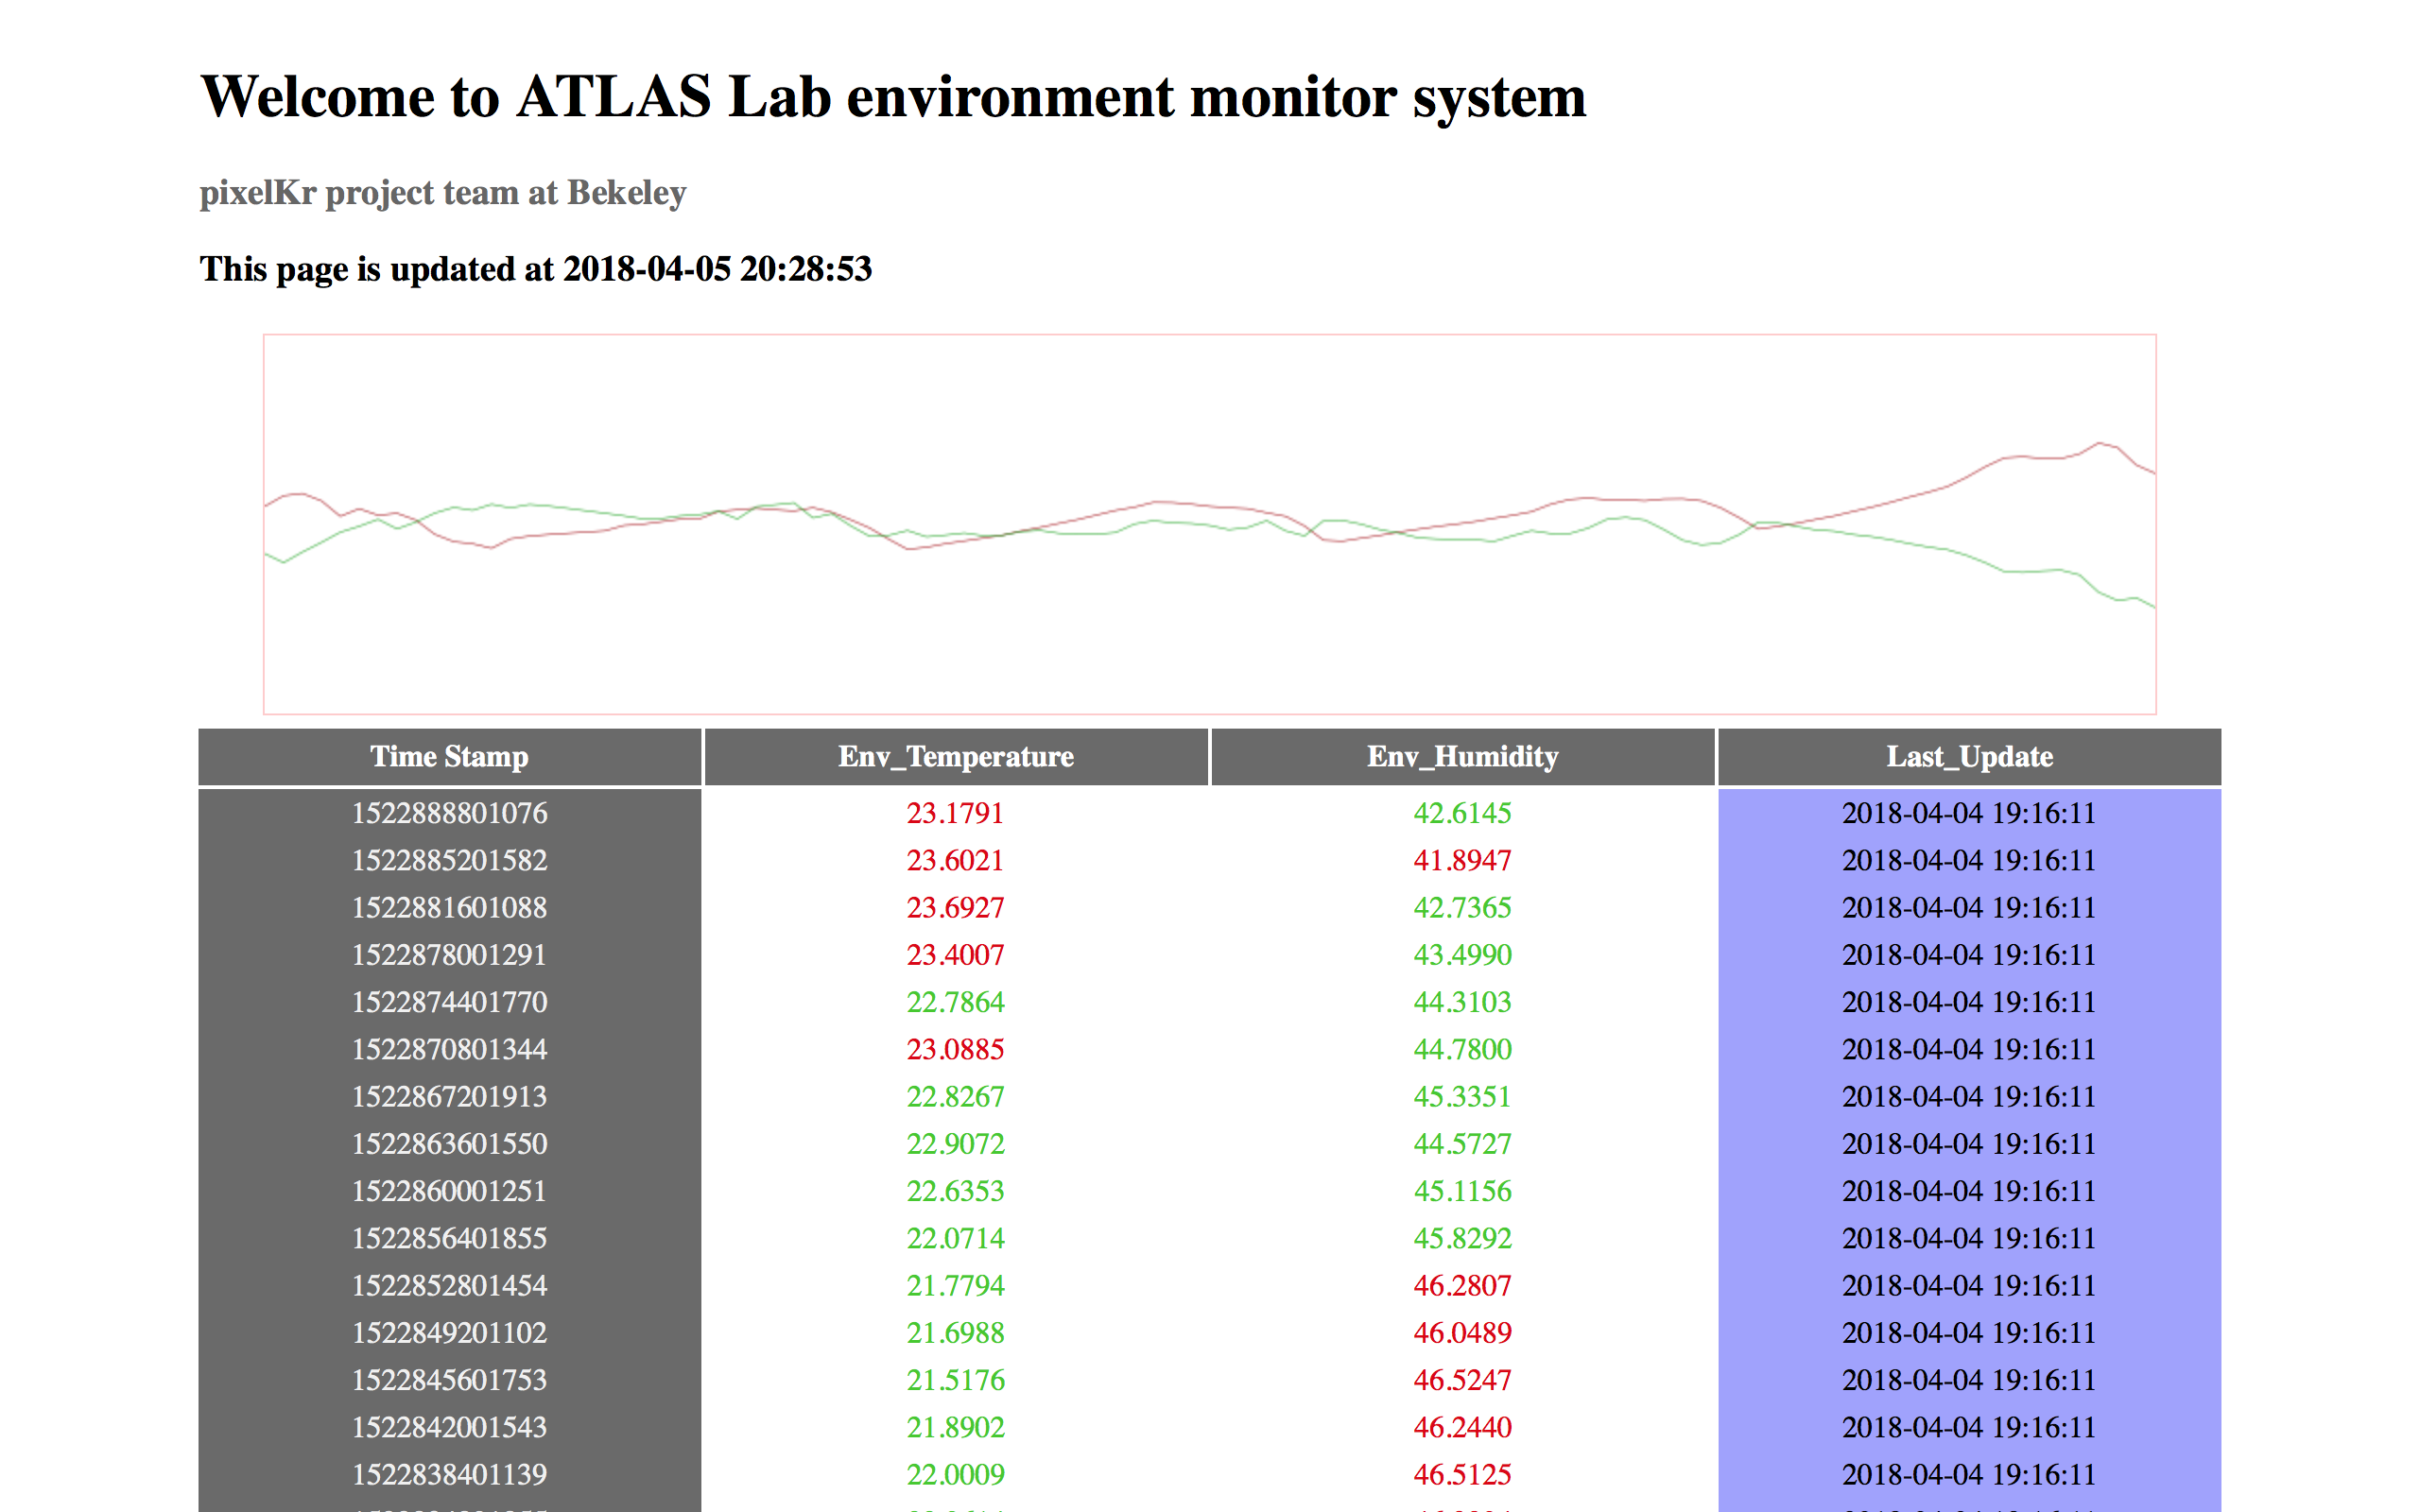 Welcome to ATLAS Lab environment monitor system
pixelKr project team at Bekeley
This page is updated at 2018-04-05 20:28:53
Time Stamp Env_Temperature Env_Humidity Last_Update
1522888801076 23.1791 42.6145 2018-04-04 19:16:11
1522885201582 23.6021 41.8947 2018-04-04 19:16:11
1522881601088 23.6927 42.7365 2018-04-04 19:16:11
1522878001291 23.4007 43.4990 2018-04-04 19:16:11
1522874401770 22.7864 44.3103 2018-04-04 19:16:11
1522870801344 23.0885 44.7800 2018-04-04 19:16:11
1522867201913 22.8267 45.3351 2018-04-04 19:16:11
1522863601550 22.9072 44.5727 2018-04-04 19:16:11
1522860001251 22.6353 45.1156 2018-04-04 19:16:11
1522856401855 22.0714 45.8292 2018-04-04 19:16:11
1522852801454 21.7794 46.2807 2018-04-04 19:16:11
1522849201102 21.6988 46.0489 2018-04-04 19:16:11
1522845601753 21.5176 46.5247 2018-04-04 19:16:11
1522842001543 21.8902 46.2440 2018-04-04 19:16:11
1522838401139 22.0009 46.5125 2018-04-04 19:16:11